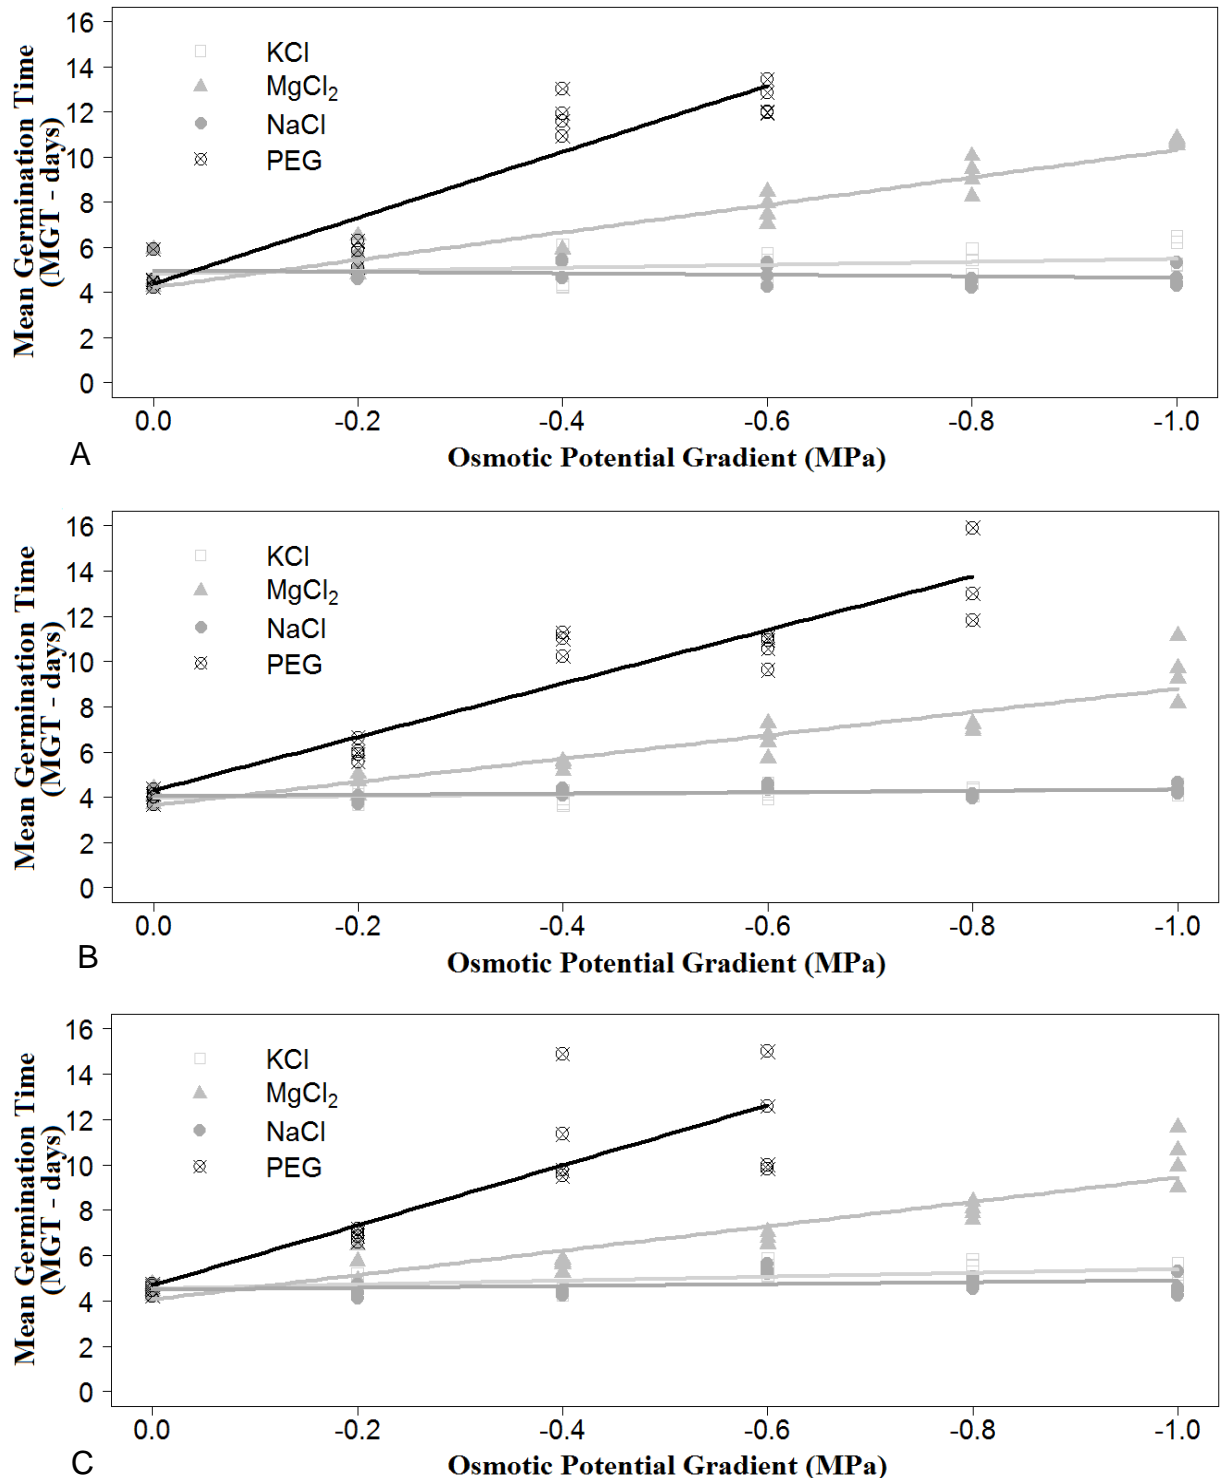 Mean Germination Time
(MGT - days)
16
14
12
10
8
6
4
2
0
KCl
MgCl₂
NaCl
PEG
0.0 -0.2 -0.4 -0.6 -0.8 -1.0
A
Osmotic Potential Gradient (MPa)
Mean Germination Time
(MGT - days)
16
14
12
10
8
6
4
2
0
KCl
MgCl₂
NaCl
PEG
0.0 -0.2 -0.4 -0.6 -0.8 -1.0
B
Osmotic Potential Gradient (MPa)
Mean Germination Time
(MGT - days)
16
14
12
10
8
6
4
2
0
KCl
MgCl₂
NaCl
PEG
0.0 -0.2 -0.4 -0.6 -0.8 -1.0
C
Osmotic Potential Gradient (MPa)